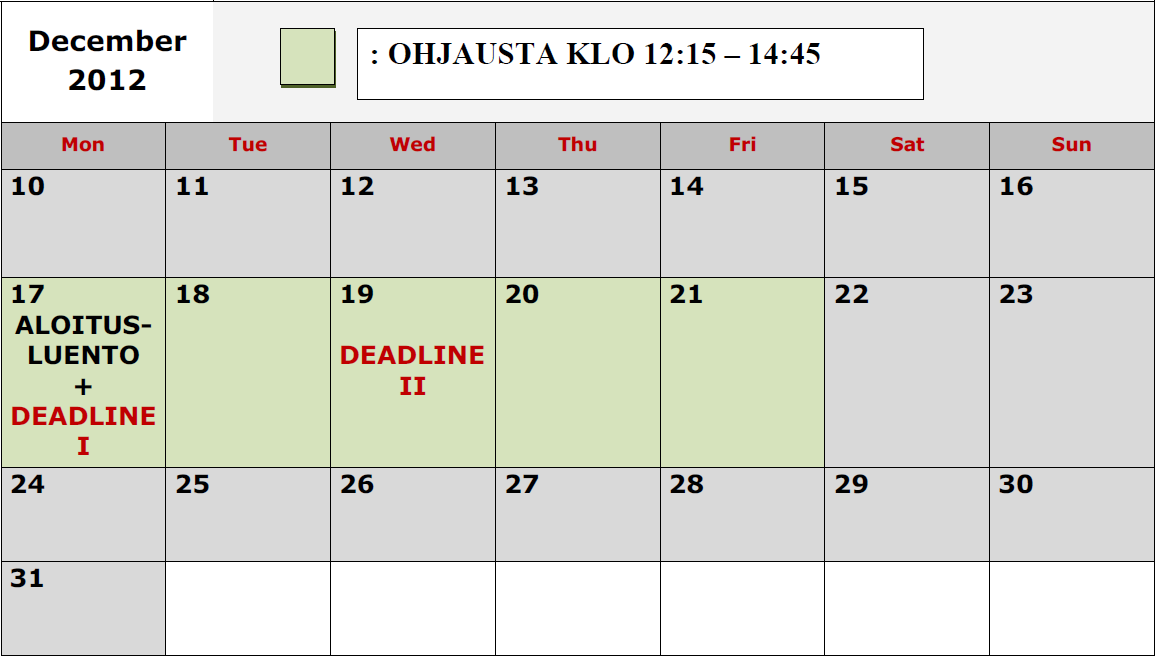 December
2012
: OHJAUSTA KLO 12:15 – 14:45
Mon Tue Wed Thu Fri Sat Sun
10 11 12 13 14 15 16
17 18 19 20 21 22 23
ALOITUS-
LUENTO
+
DEADLINE
I
DEADLINE
II
24 25 26 27 28 29 30
31